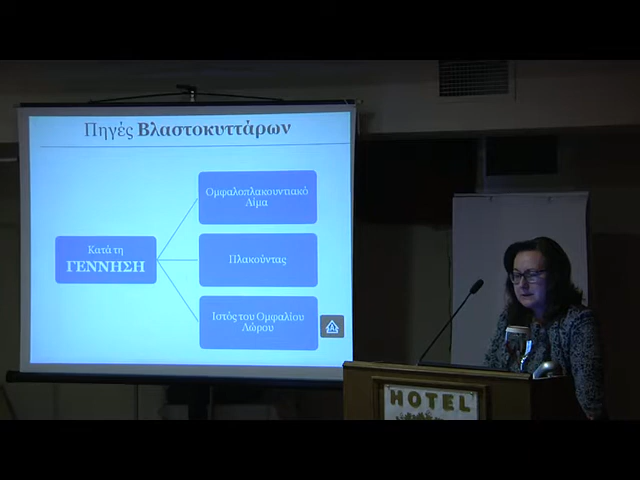 Πηγές Βλαστοκυττάρων
Κατά τη
ΓΕΝΝΗΣΗ
Ομφαλοπλακουντιακό
Αίμα
Πλακούντας
Ιστός του Ομφαλίου
Λώρου
HOTEL